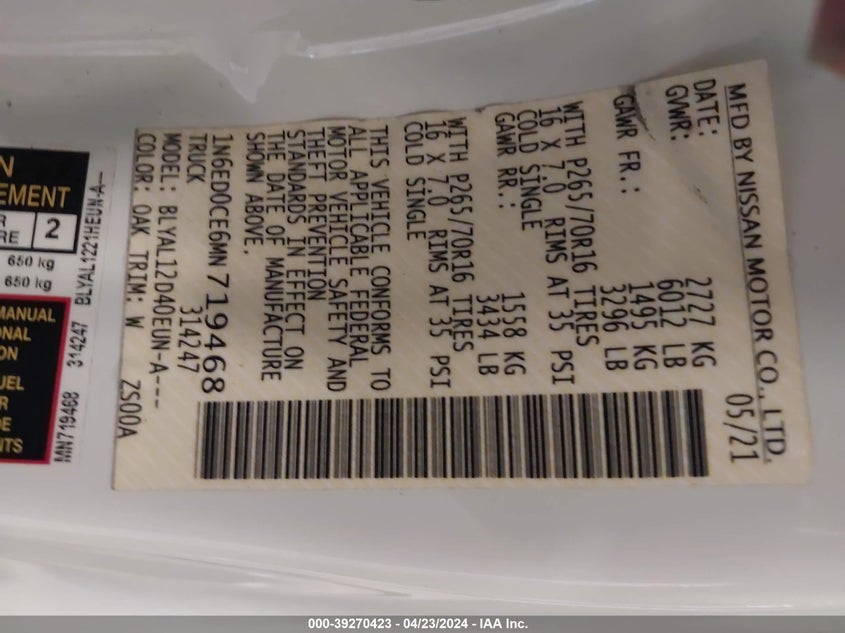 MFD BY NISSAN MOTOR CO., LTD.
DATE: 05/21
GVWR: 2727 KG
6012 LB
GAWR FR.: 1495 KG
3296 LB
WITH P265/70R16 TIRES
16 X 7.0 RIMS AT 35 PSI
COLD SINGLE
GAWR RR.: 1558 KG
3434 LB
WITH P265/70R16 TIRES
16 X 7.0 RIMS AT 35 PSI
COLD SINGLE
THIS VEHICLE CONFORMS TO
ALL APPLICABLE FEDERAL
MOTOR VEHICLE SAFETY AND
THEFT PREVENTION
STANDARDS IN EFFECT ON
THE DATE OF MANUFACTURE
SHOWN ABOVE.
1N6ED0CE6MN719468
TRUCK 314247
MODEL: BLYAL12D40EUN-A---
COLOR: QAK TRIM: W ZS00A
BLYAL1221HEUN-A--
MN719468 314247
N
EMENT
R
RE 2
650 kg
650 kg
MANUAL
ONAL
ON
UEL
R
DE
NTS
000-39270423 - 04/23/2024 - IAA Inc.